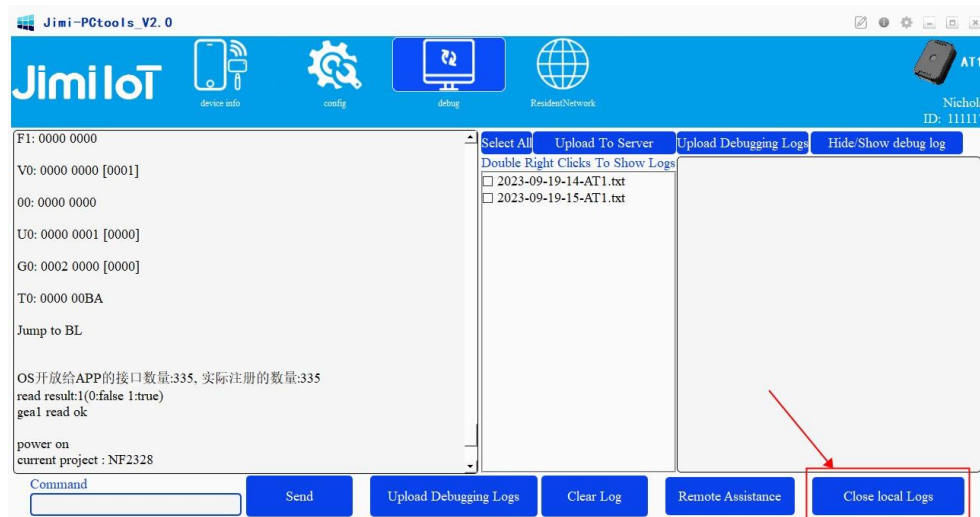 Jimi-PCtools_V2.0
Jimi IoT
device info
config
debug
ResidentNetwork
AT1
Nichol
ID: 11111
F1: 0000 0000
V0: 0000 0000 [0001]
00: 0000 0000
U0: 0000 0001 [0000]
G0: 0002 0000 [0000]
T0: 0000 00BA
Jump to BL
OS开放给APP的接口数量:335, 实际注册的数量:335
read result:1(0:false 1:true)
gea1 read ok
power on
current project : NF2328
Select All
Upload To Server
Upload Debugging Logs
Hide/Show debug log
Double Right Clicks To Show Logs
2023-09-19-14-AT1.txt
2023-09-19-15-AT1.txt
Command
Send
Upload Debugging Logs
Clear Log
Remote Assistance
Close local Logs